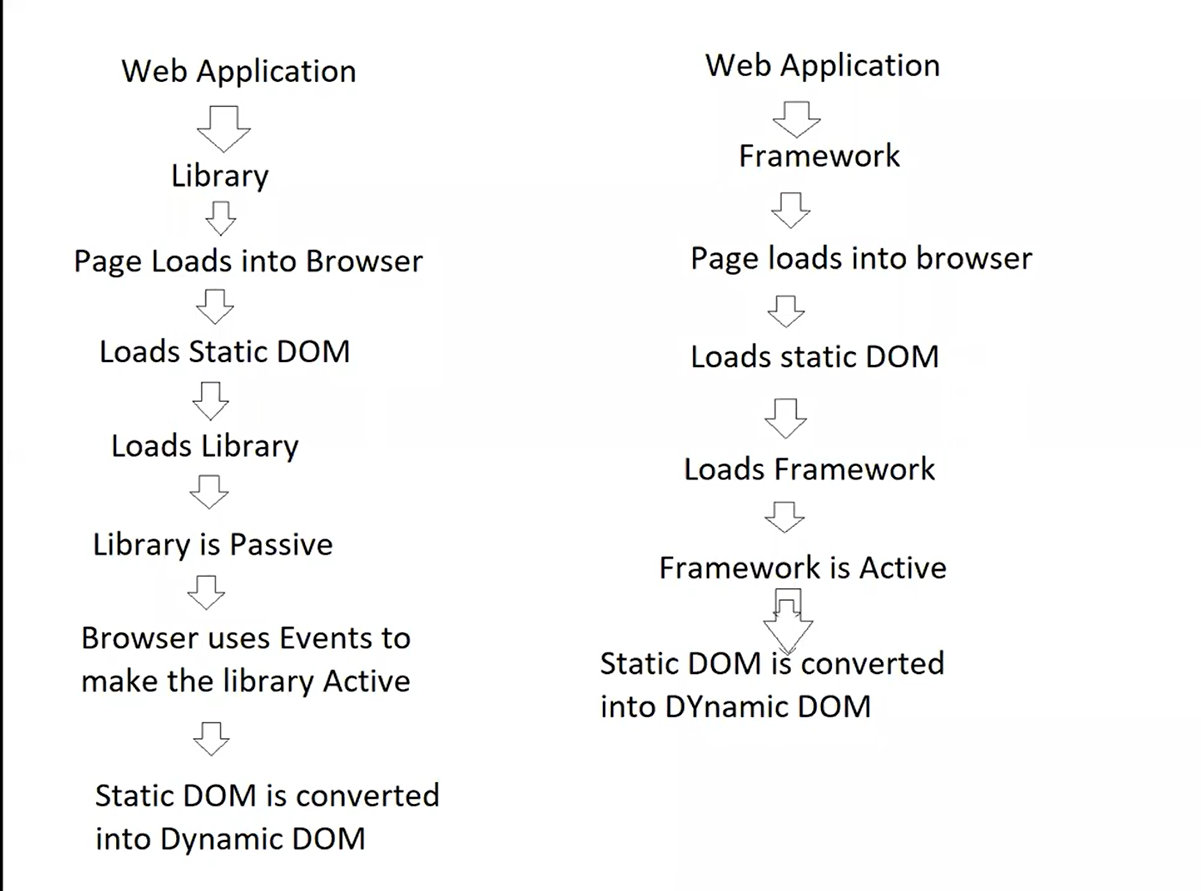 Web Application
Library
Page Loads into Browser
Loads Static DOM
Loads Library
Library is Passive
Browser uses Events to
make the library Active
Static DOM is converted
into Dynamic DOM
Web Application
Framework
Page loads into browser
Loads static DOM
Loads Framework
Framework is Active
Static DOM is converted
into DYnamic DOM